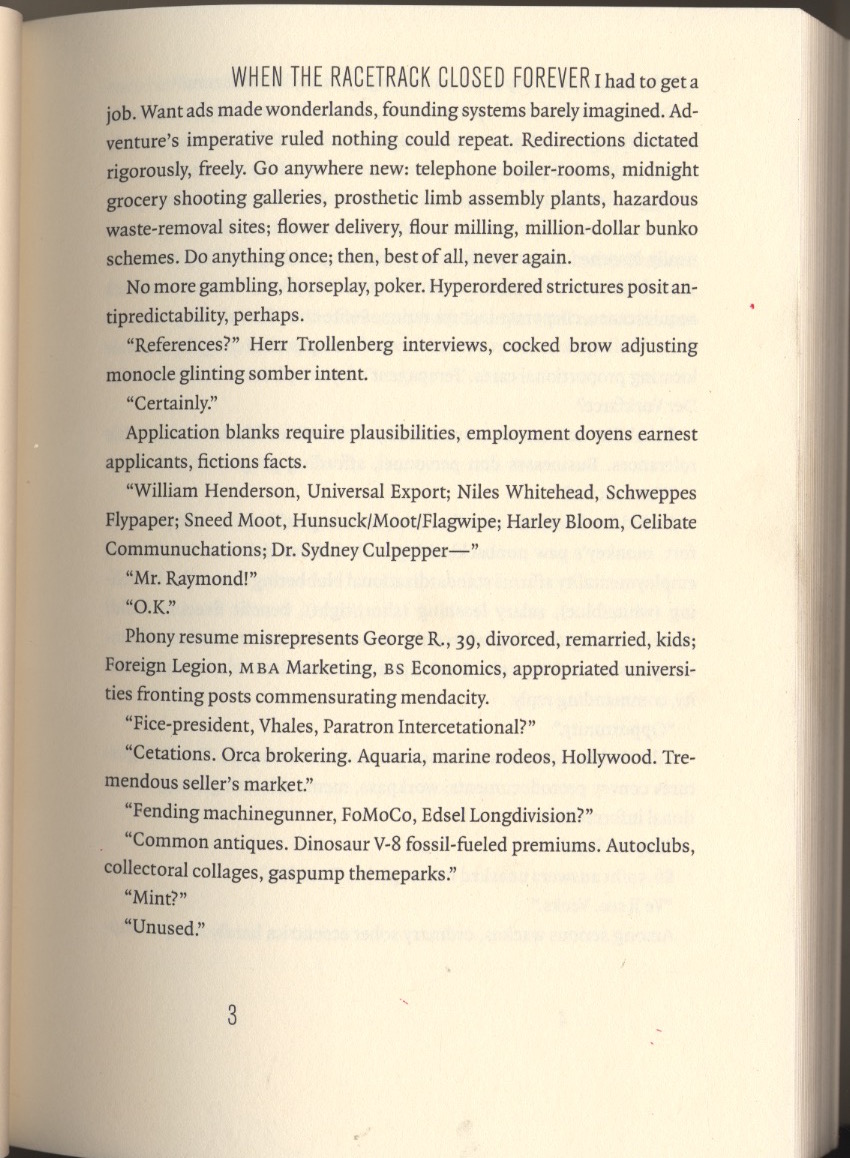 WHEN THE RACETRACK CLOSED FOREVER I had to get a
job. Want ads made wonderlands, founding systems barely imagined. Ad-
venture's imperative ruled nothing could repeat. Redirections dictated
rigorously, freely. Go anywhere new: telephone boiler-rooms, midnight
grocery shooting galleries, prosthetic limb assembly plants, hazardous
waste-removal sites; flower delivery, flour milling, million-dollar bunko
schemes. Do anything once; then, best of all, never again.
No more gambling, horseplay, poker. Hyperordered strictures posit an-
tipredictability, perhaps.
“References?” Herr Trollenberg interviews, cocked brow adjusting
monocle glinting somber intent.
“Certainly.”
Application blanks require plausibilities, employment doyens earnest
applicants, fictions facts.
“William Henderson, Universal Export; Niles Whitehead, Schweppes
Flypaper; Sneed Moot, Hunsuck/Moot/Flagwipe; Harley Bloom, Celibate
Communuchations; Dr. Sydney Culpepper—”
“Mr. Raymond!”
“O.K.”
Phony resume misrepresents George R., 39, divorced, remarried, kids;
Foreign Legion, MBA Marketing, BS Economics, appropriated universi-
ties fronting posts commensurating mendacity.
“Fice-president, Vhales, Paratron Intercetational?”
“Cetations. Orca brokering. Aquaria, marine rodeos, Hollywood. Tre-
mendous seller's market.”
“Fending machinegunner, FoMoCo, Edsel Longdivision?”
“Common antiques. Dinosaur V-8 fossil-fueled premiums. Autoclubs,
collectoral collages, gaspump themeparks.”
“Mint?”
“Unused.”
3